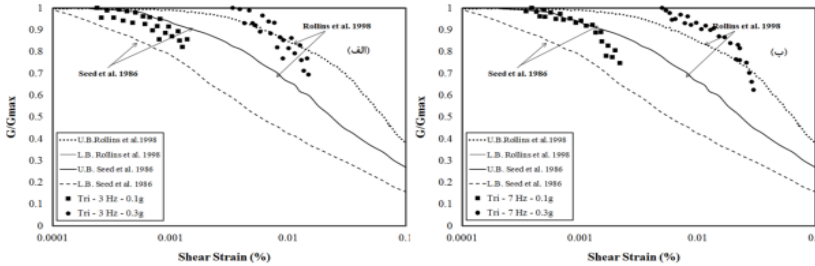 G/Gmax
1
0.9
0.8
0.7
0.6
0.5
0.4
0.3
0.2
0.1
0
Rollins et al. 1998
(الف)
Seed et al. 1986
U.B.Rollins et al.1998
L.B. Rollins et al. 1998
U.B. Seed et al. 1986
L.B. Seed et al. 1986
Tri - 3 Hz - 0.1g
Tri - 3 Hz - 0.3g
0.0001
0.001
0.01
0.1
Shear Strain (%)
1
0.9
0.8
0.7
0.6
0.5
0.4
0.3
0.2
0.1
0
Rollins et al. 1998
(ب)
Seed et al. 1986
U.B.Rollins et al.1998
L.B. Rollins et al. 1998
U.B. Seed et al. 1986
L.B. Seed et al. 1986
Tri - 7 Hz - 0.1g
Tri - 7 Hz - 0.3g
0.0001
0.001
0.01
0.1
Shear Strain (%)